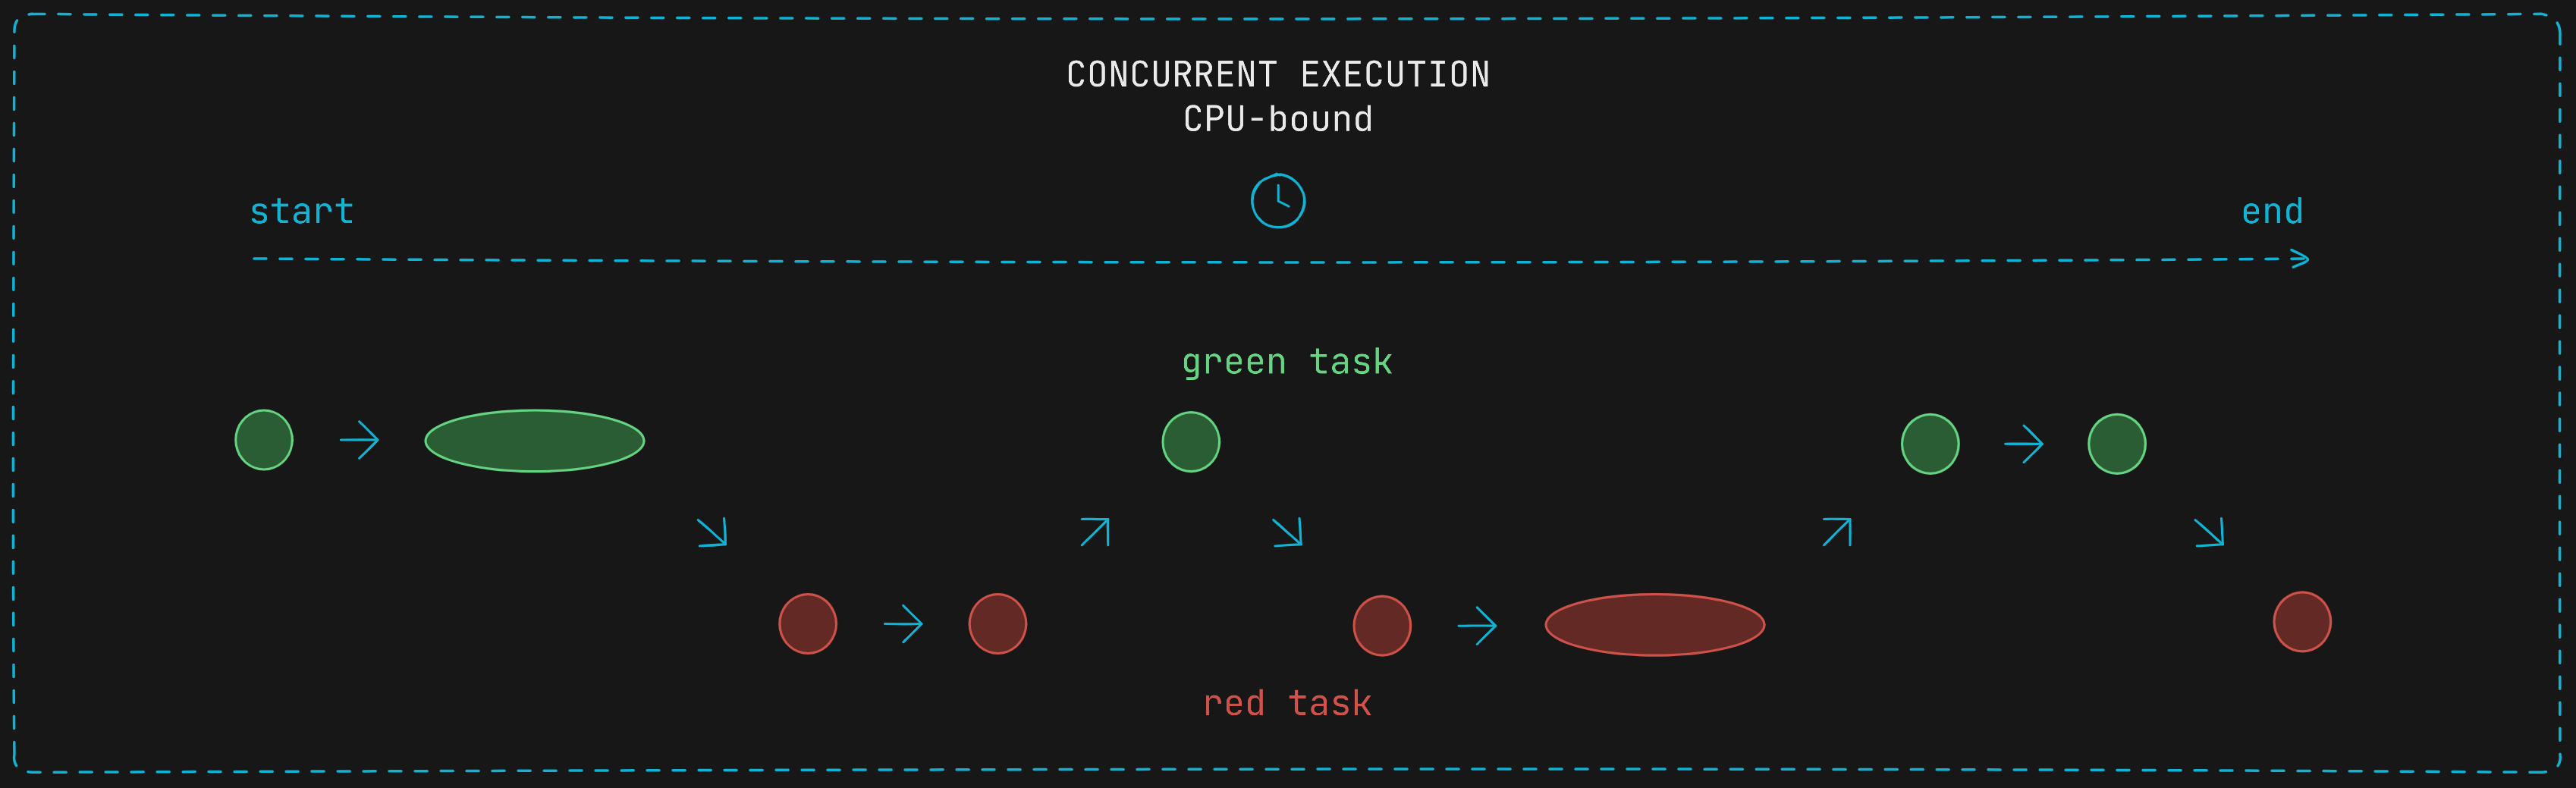 CONCURRENT EXECUTION
CPU-bound
start
end
green task
red task